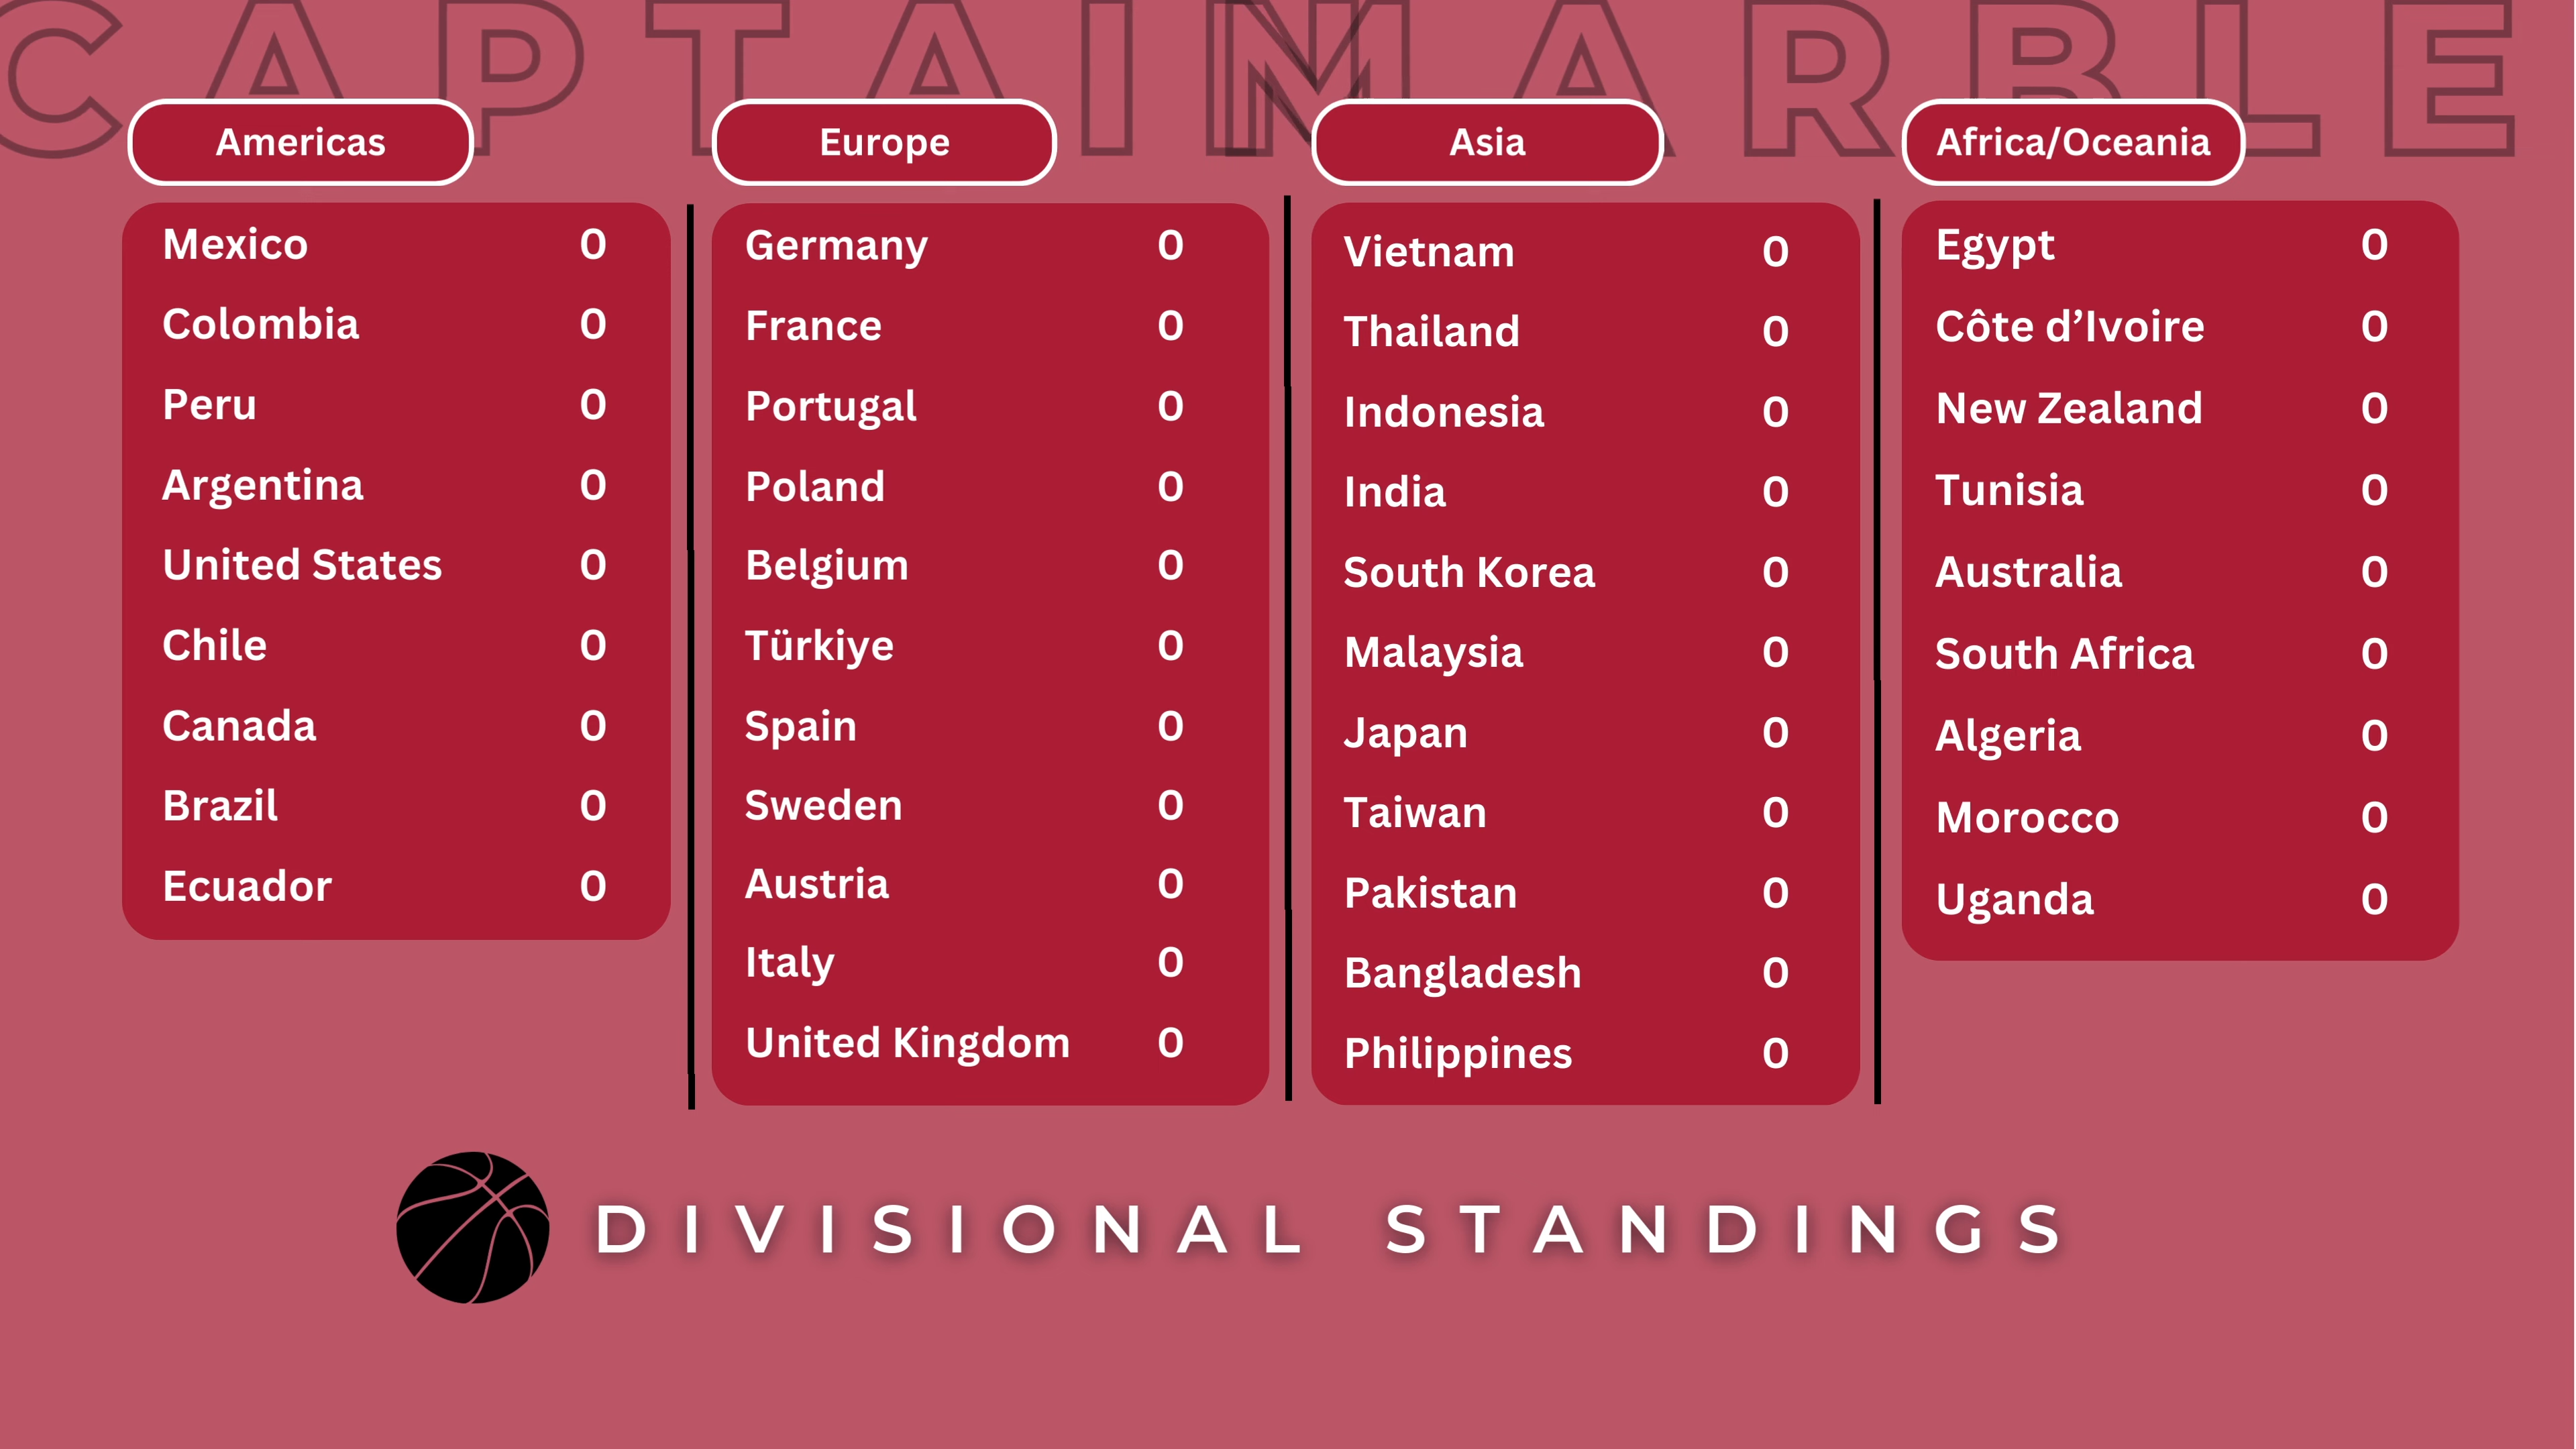 CAPTAIN MARBLE
Americas
Mexico 0
Colombia 0
Peru 0
Argentina 0
United States 0
Chile 0
Canada 0
Brazil 0
Ecuador 0
Europe
Germany 0
France 0
Portugal 0
Poland 0
Belgium 0
Türkiye 0
Spain 0
Sweden 0
Austria 0
Italy 0
United Kingdom 0
Asia
Vietnam 0
Thailand 0
Indonesia 0
India 0
South Korea 0
Malaysia 0
Japan 0
Taiwan 0
Pakistan 0
Bangladesh 0
Philippines 0
Africa/Oceania
Egypt 0
Côte d’Ivoire 0
New Zealand 0
Tunisia 0
Australia 0
South Africa 0
Algeria 0
Morocco 0
Uganda 0
DIVISIONAL STANDINGS